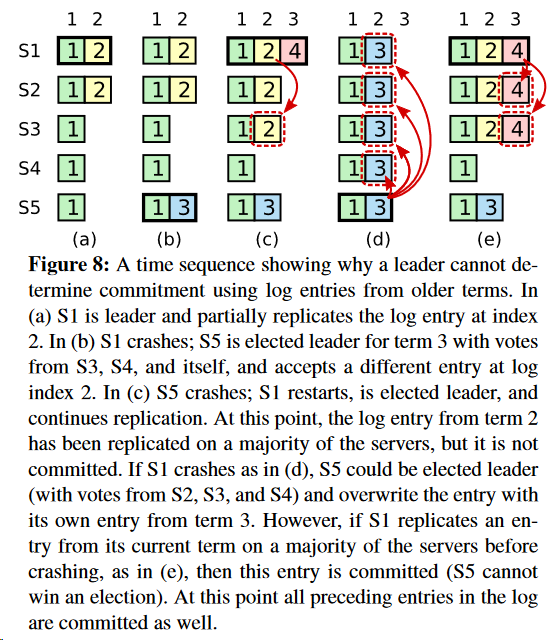 1 2 1 2 1 2 3 1 2 3 1 2 3
S1 1 2 1 2 1 2 4 1 3 1 2 4
S2 1 2 1 2 1 2 1 3 1 2 4
S3 1 1 1 2 1 3 1 2 4
S4 1 1 1 1 3 1
S5 1 1 3 1 3 1 3 1 3
(a) (b) (c) (d) (e)
Figure 8: A time sequence showing why a leader cannot de-
termine commitment using log entries from older terms. In
(a) S1 is leader and partially replicates the log entry at index
2. In (b) S1 crashes; S5 is elected leader for term 3 with votes
from S3, S4, and itself, and accepts a different entry at log
index 2. In (c) S5 crashes; S1 restarts, is elected leader, and
continues replication. At this point, the log entry from term 2
has been replicated on a majority of the servers, but it is not
committed. If S1 crashes as in (d), S5 could be elected leader
(with votes from S2, S3, and S4) and overwrite the entry with
its own entry from term 3. However, if S1 replicates an en-
try from its current term on a majority of the servers before
crashing, as in (e), then this entry is committed (S5 cannot
win an election). At this point all preceding entries in the log
are committed as well.